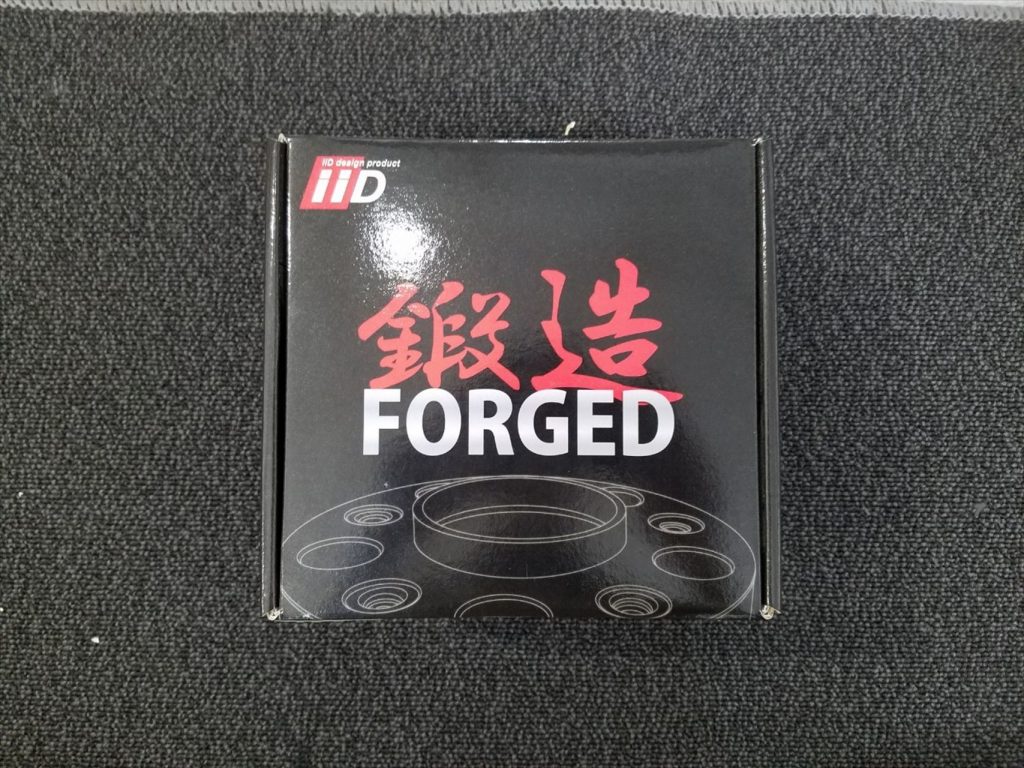 iiD design product
iiD
鍛造
FORGED